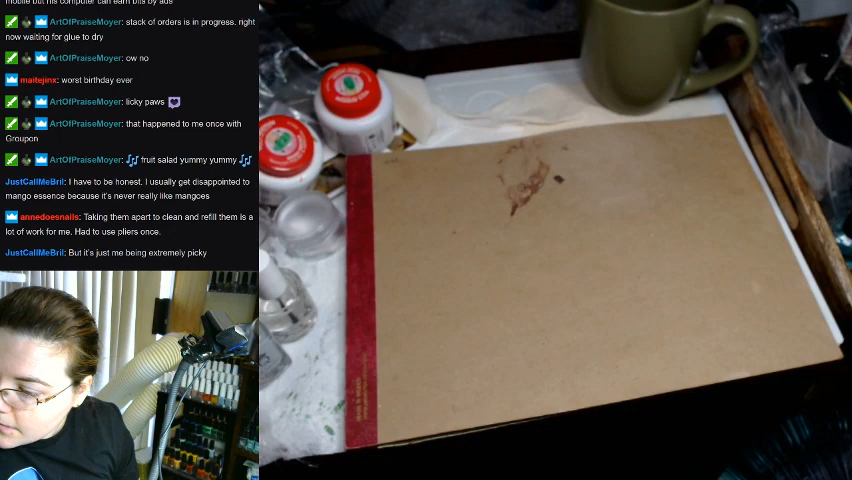 mobile but his computer can earn bits by ads
ArtOfPraiseMoyer: stack of orders is in progress. right
now waiting for glue to dry
ArtOfPraiseMoyer: ow no
maitejinx: worst birthday ever
ArtOfPraiseMoyer: licky paws
ArtOfPraiseMoyer: that happened to me once with
Groupon
ArtOfPraiseMoyer: 🎶 fruit salad yummy yummy 🎶
JustCallMeBril: I have to be honest. I usually get disappointed to
mango essence because it's never really like mangoes
annedoesnails: Taking them apart to clean and refill them is a
lot of work for me. Had to use pliers once.
JustCallMeBril: But it's just me being extremely picky